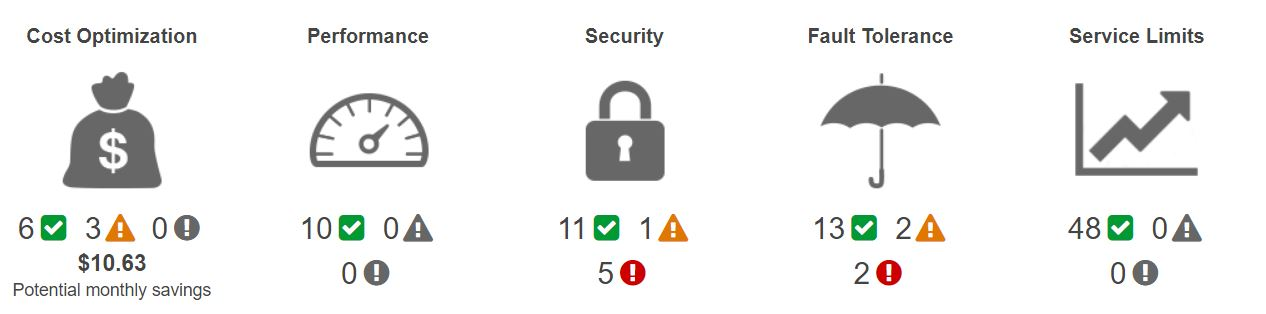 Cost Optimization Performance Security Fault Tolerance Service Limits
$
6 3 0 10 0 11 1 13 2 48 0
$10.63 0 5 2 0
Potential monthly savings